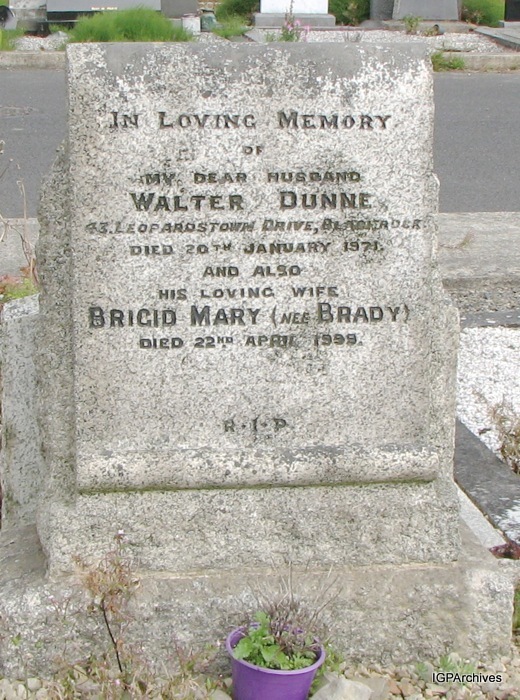 IN LOVING MEMORY
OF
MY DEAR HUSBAND
WALTER DUNNE
43, LEOPARDSTOWN DRIVE, BLACKROCK
DIED 20TH JANUARY 1971.
AND ALSO
HIS LOVING WIFE
BRIGID MARY (NEÉ BRADY)
DIED 22ND APRIL 1999.
R·I·P
IGPArchives